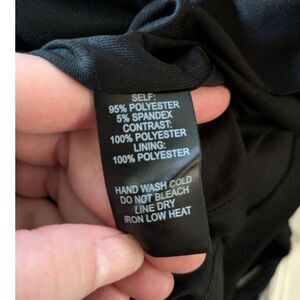 SELF:
95% POLYESTER
5% SPANDEX
CONTRAST:
100% POLYESTER
LINING:
100% POLYESTER
HAND WASH COLD
DO NOT BLEACH
LINE DRY
IRON LOW HEAT